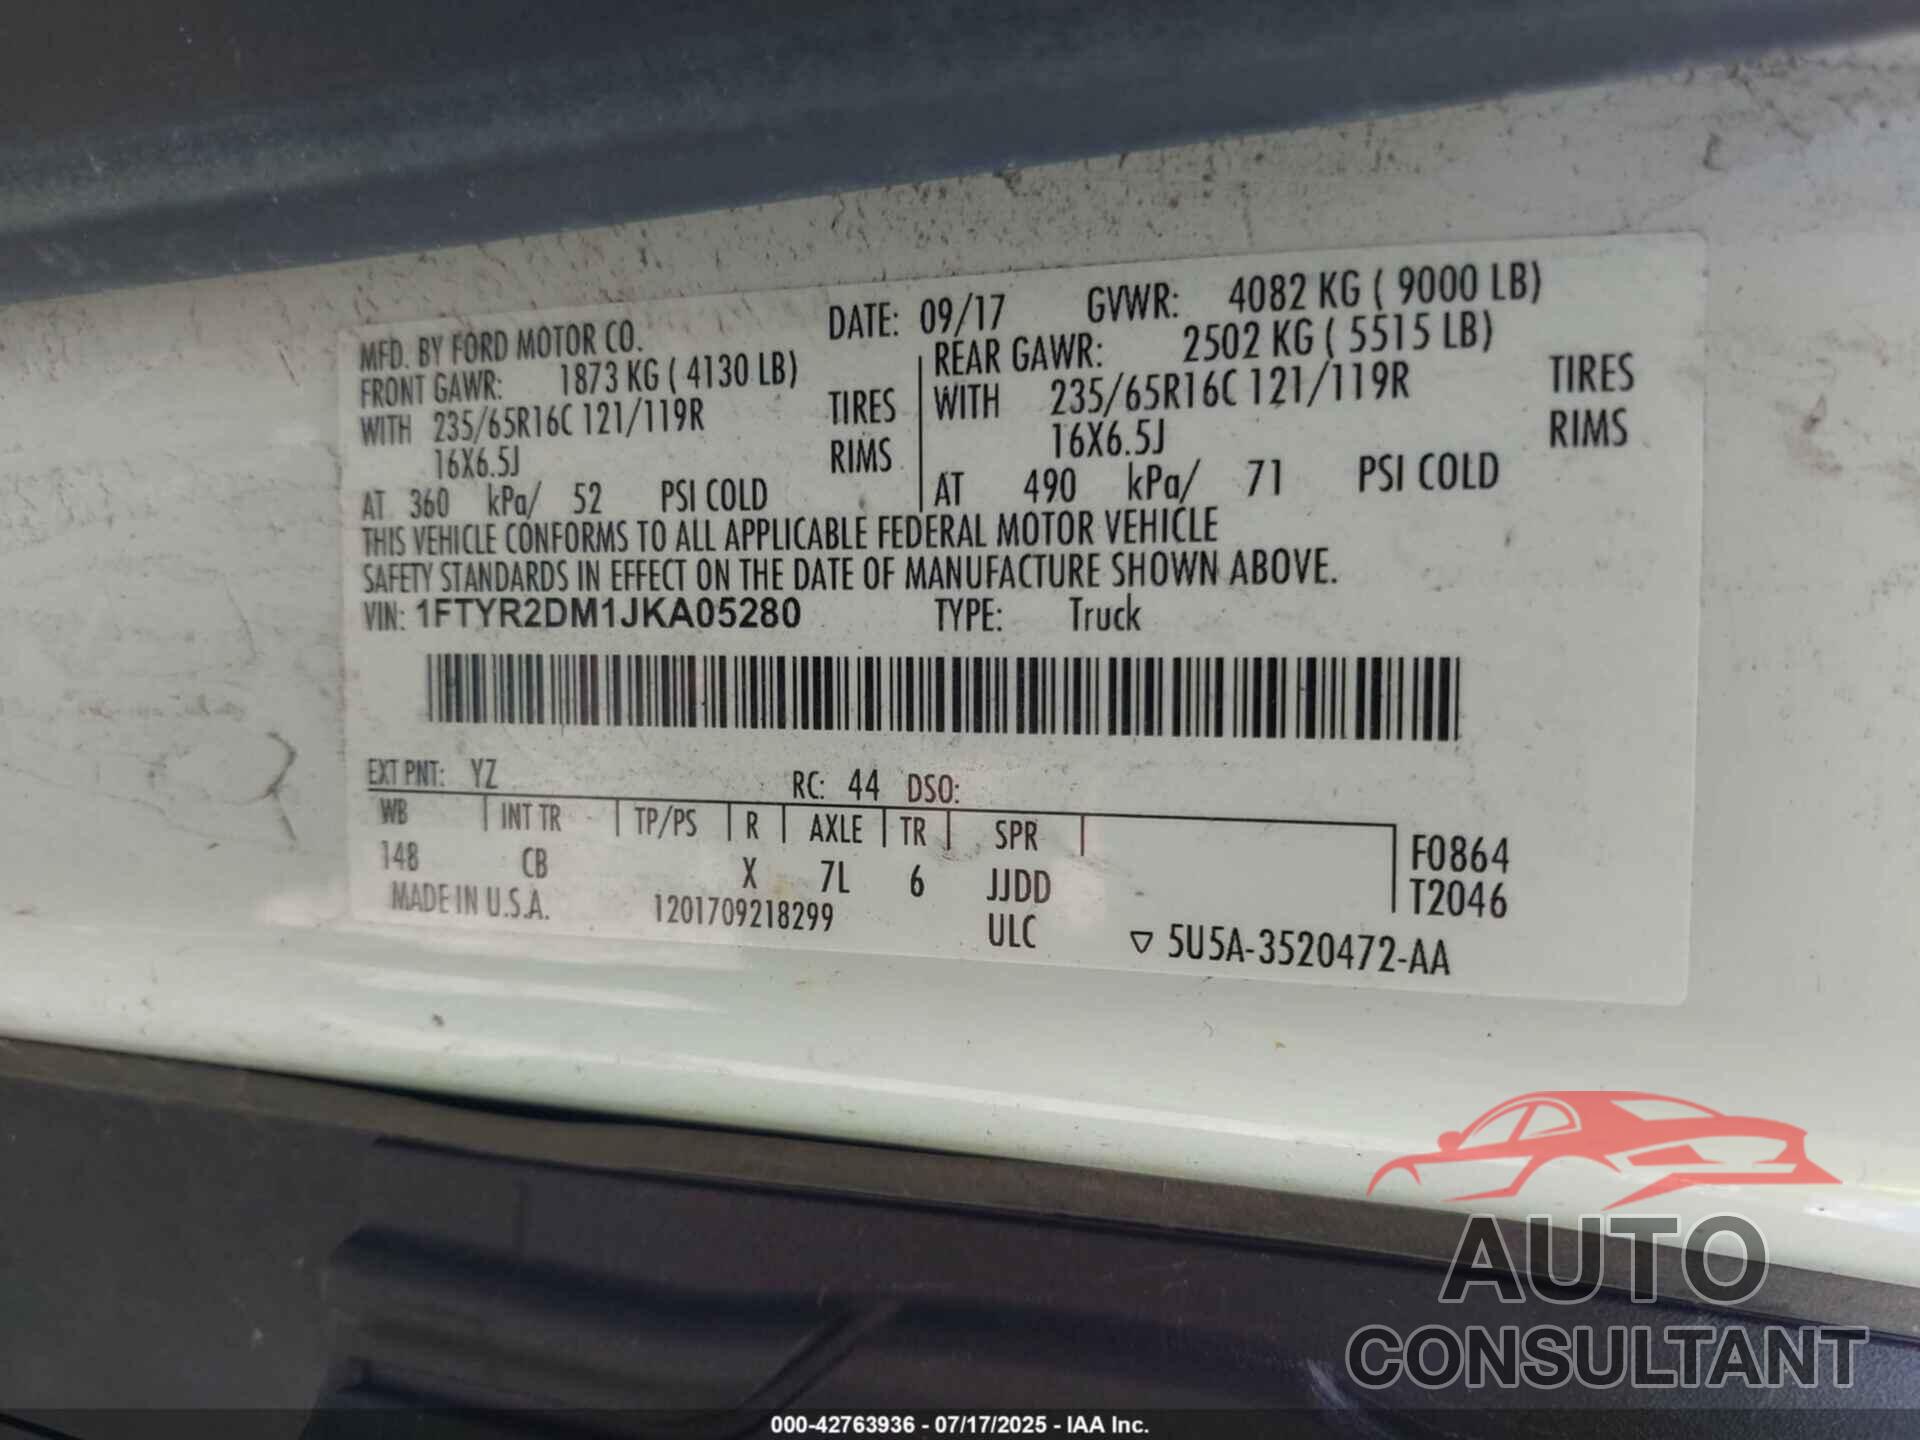 MFD. BY FORD MOTOR CO. DATE: 09/17 GVWR: 4082 KG ( 9000 LB)
FRONT GAWR: 1873 KG ( 4130 LB) REAR GAWR: 2502 KG ( 5515 LB)
WITH 235/65R16C 121/119R TIRES WITH 235/65R16C 121/119R TIRES
16X6.5J RIMS 16X6.5J RIMS
AT 360 kPa/ 52 PSI COLD AT 490 kPa/ 71 PSI COLD
THIS VEHICLE CONFORMS TO ALL APPLICABLE FEDERAL MOTOR VEHICLE
SAFETY STANDARDS IN EFFECT ON THE DATE OF MANUFACTURE SHOWN ABOVE.
VIN: 1FTYR2DM1JKA05280 TYPE: Truck
EXT PNT: YZ RC: 44 DSO:
WB INT TR TP/PS R AXLE TR SPR F0864
148 CB X 7L 6 JJDD T2046
MADE IN U.S.A. 1201709218299 ULC ▽ 5U5A-3520472-AA
AUTO
CONSULTANT
000-42763936 - 07/17/2025 - IAA Inc.